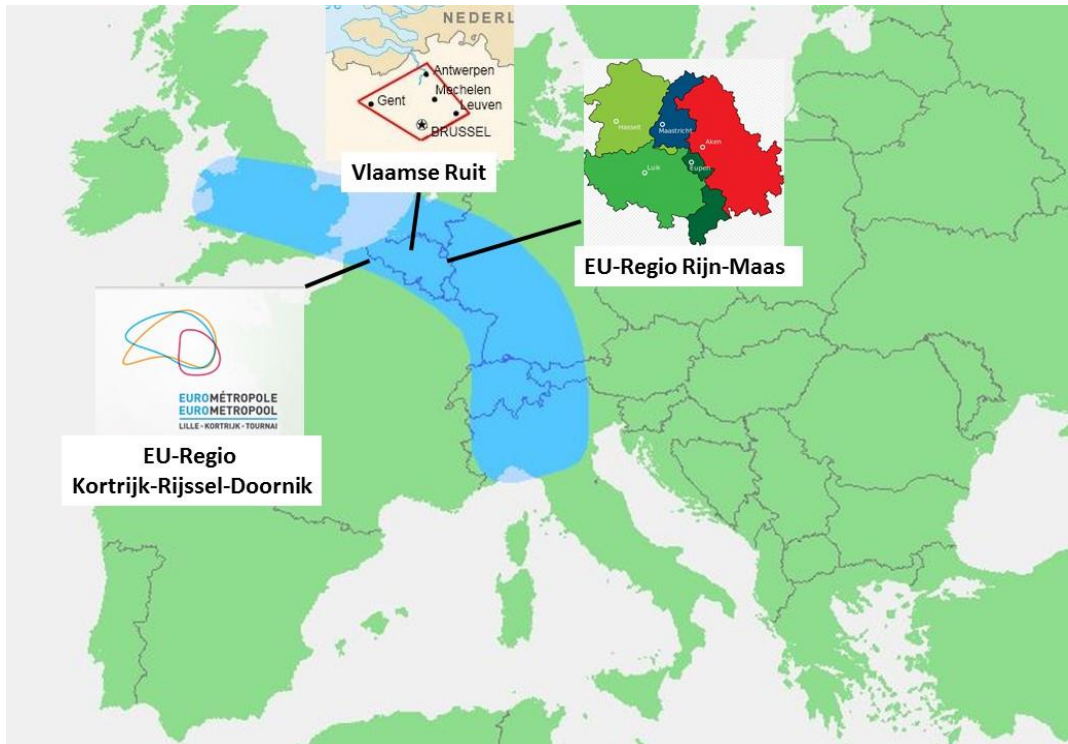 NEDERL
Antwerpen
Mechelen
Gent
Leuven
BRUSSEL
Vlaamse Ruit
Hasselt
Maastricht
Aken
Luik
Eupen
EU-Regio Rijn-Maas
EUROMÉTROPOLE
EUROMETROPOOL
LILLE-KORTRIJK-TOURNAI
EU-Regio
Kortrijk-Rijssel-Doornik